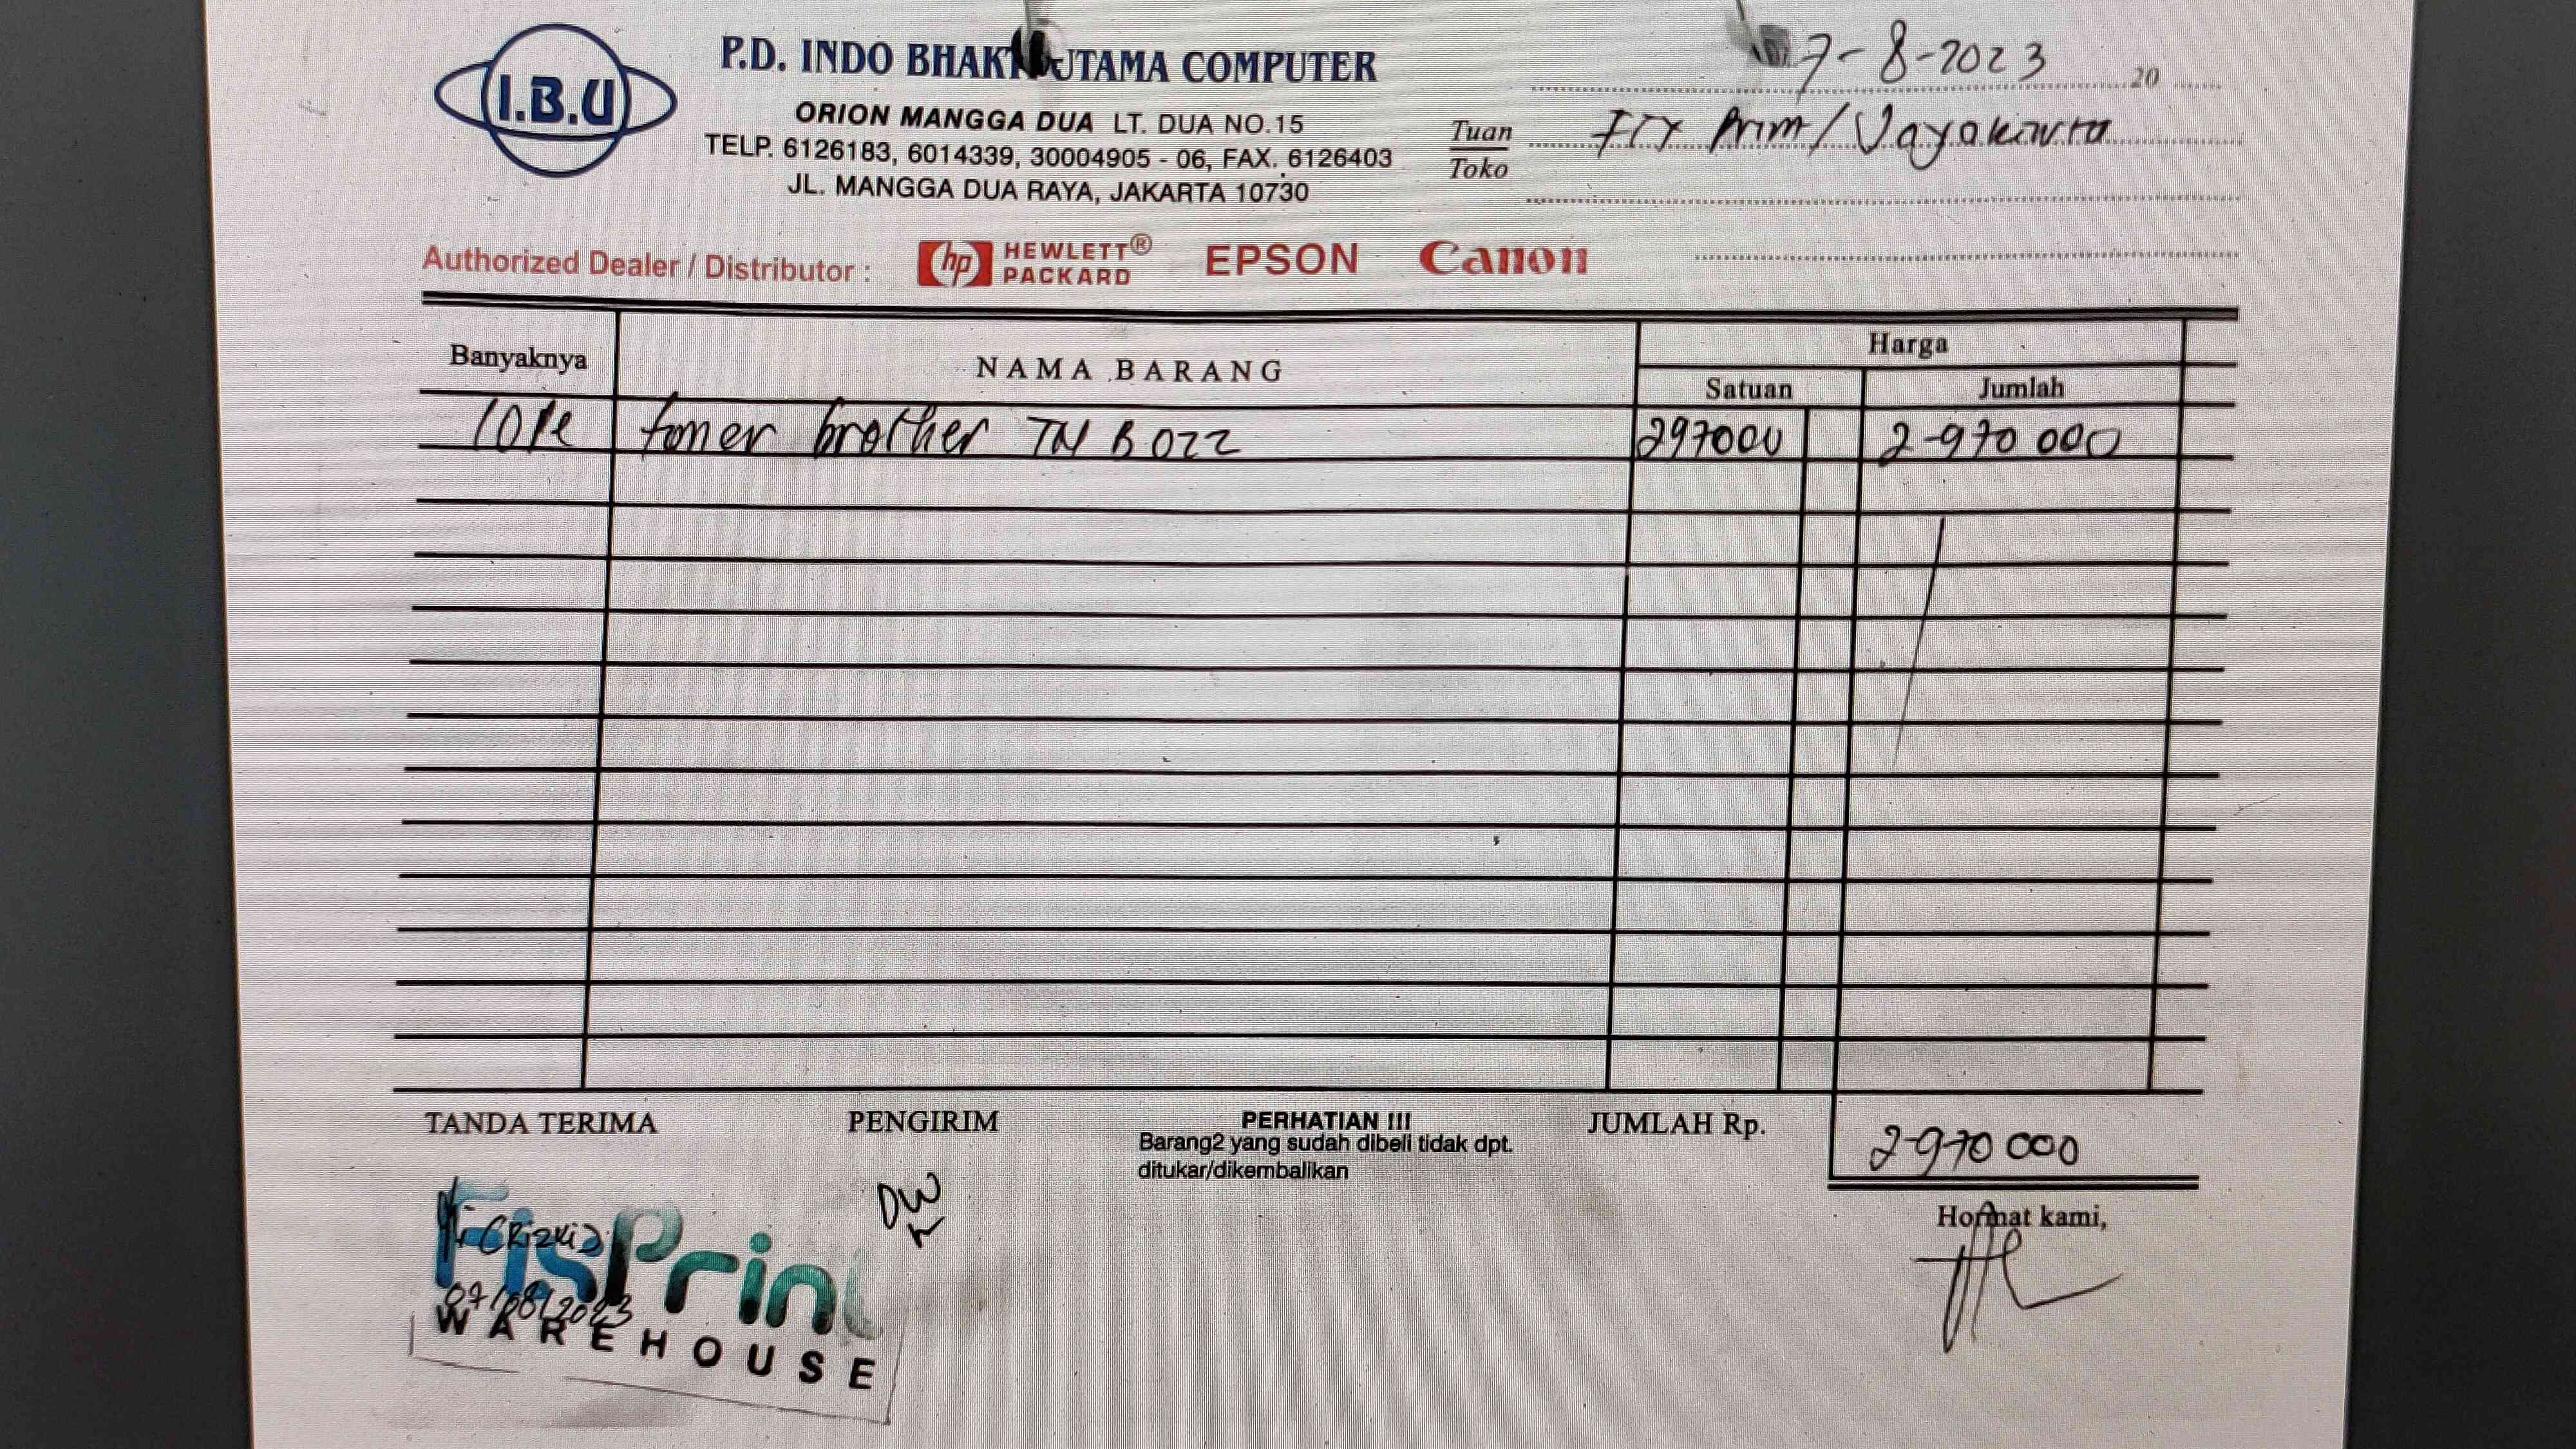 I.B.U
P.D. INDO BHAKTI UTAMA COMPUTER
ORION MANGGA DUA LT. DUA NO.15
TELP. 6126183, 6014339, 30004905 - 06, FAX. 6126403
JL. MANGGA DUA RAYA, JAKARTA 10730
7-8-2023 20
Tuan
Toko
/ Jayakarta
Authorized Dealer / Distributor : hp HEWLETT® PACKARD EPSON Canon
Banyaknya NAMA BARANG Harga
Satuan Jumlah
toner brother TN B022 297000 2-970 000
TANDA TERIMA PENGIRIM PERHATIAN !!! JUMLAH Rp. 2-970 000
Barang2 yang sudah dibeli tidak dpt.
ditukar/dikembalikan
Hormat kami,
(Rizki)
FisPrint
07/08/2023
WAREHOUSE